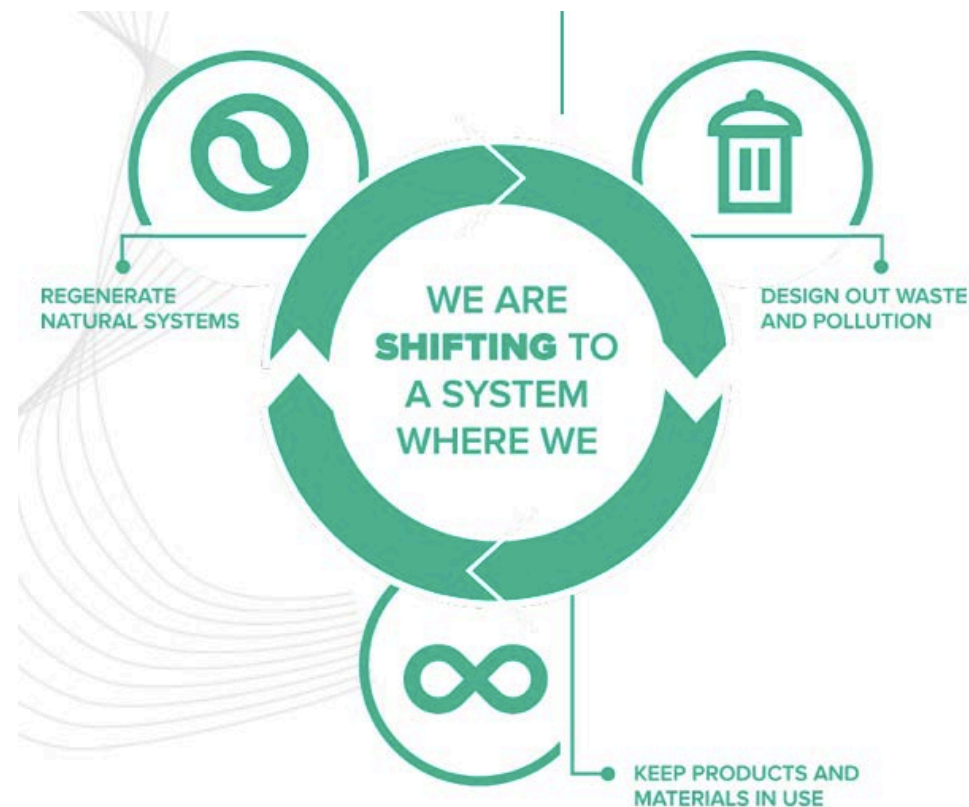 WE ARE
SHIFTING TO
A SYSTEM
WHERE WE
REGENERATE
NATURAL SYSTEMS
DESIGN OUT WASTE
AND POLLUTION
KEEP PRODUCTS AND
MATERIALS IN USE